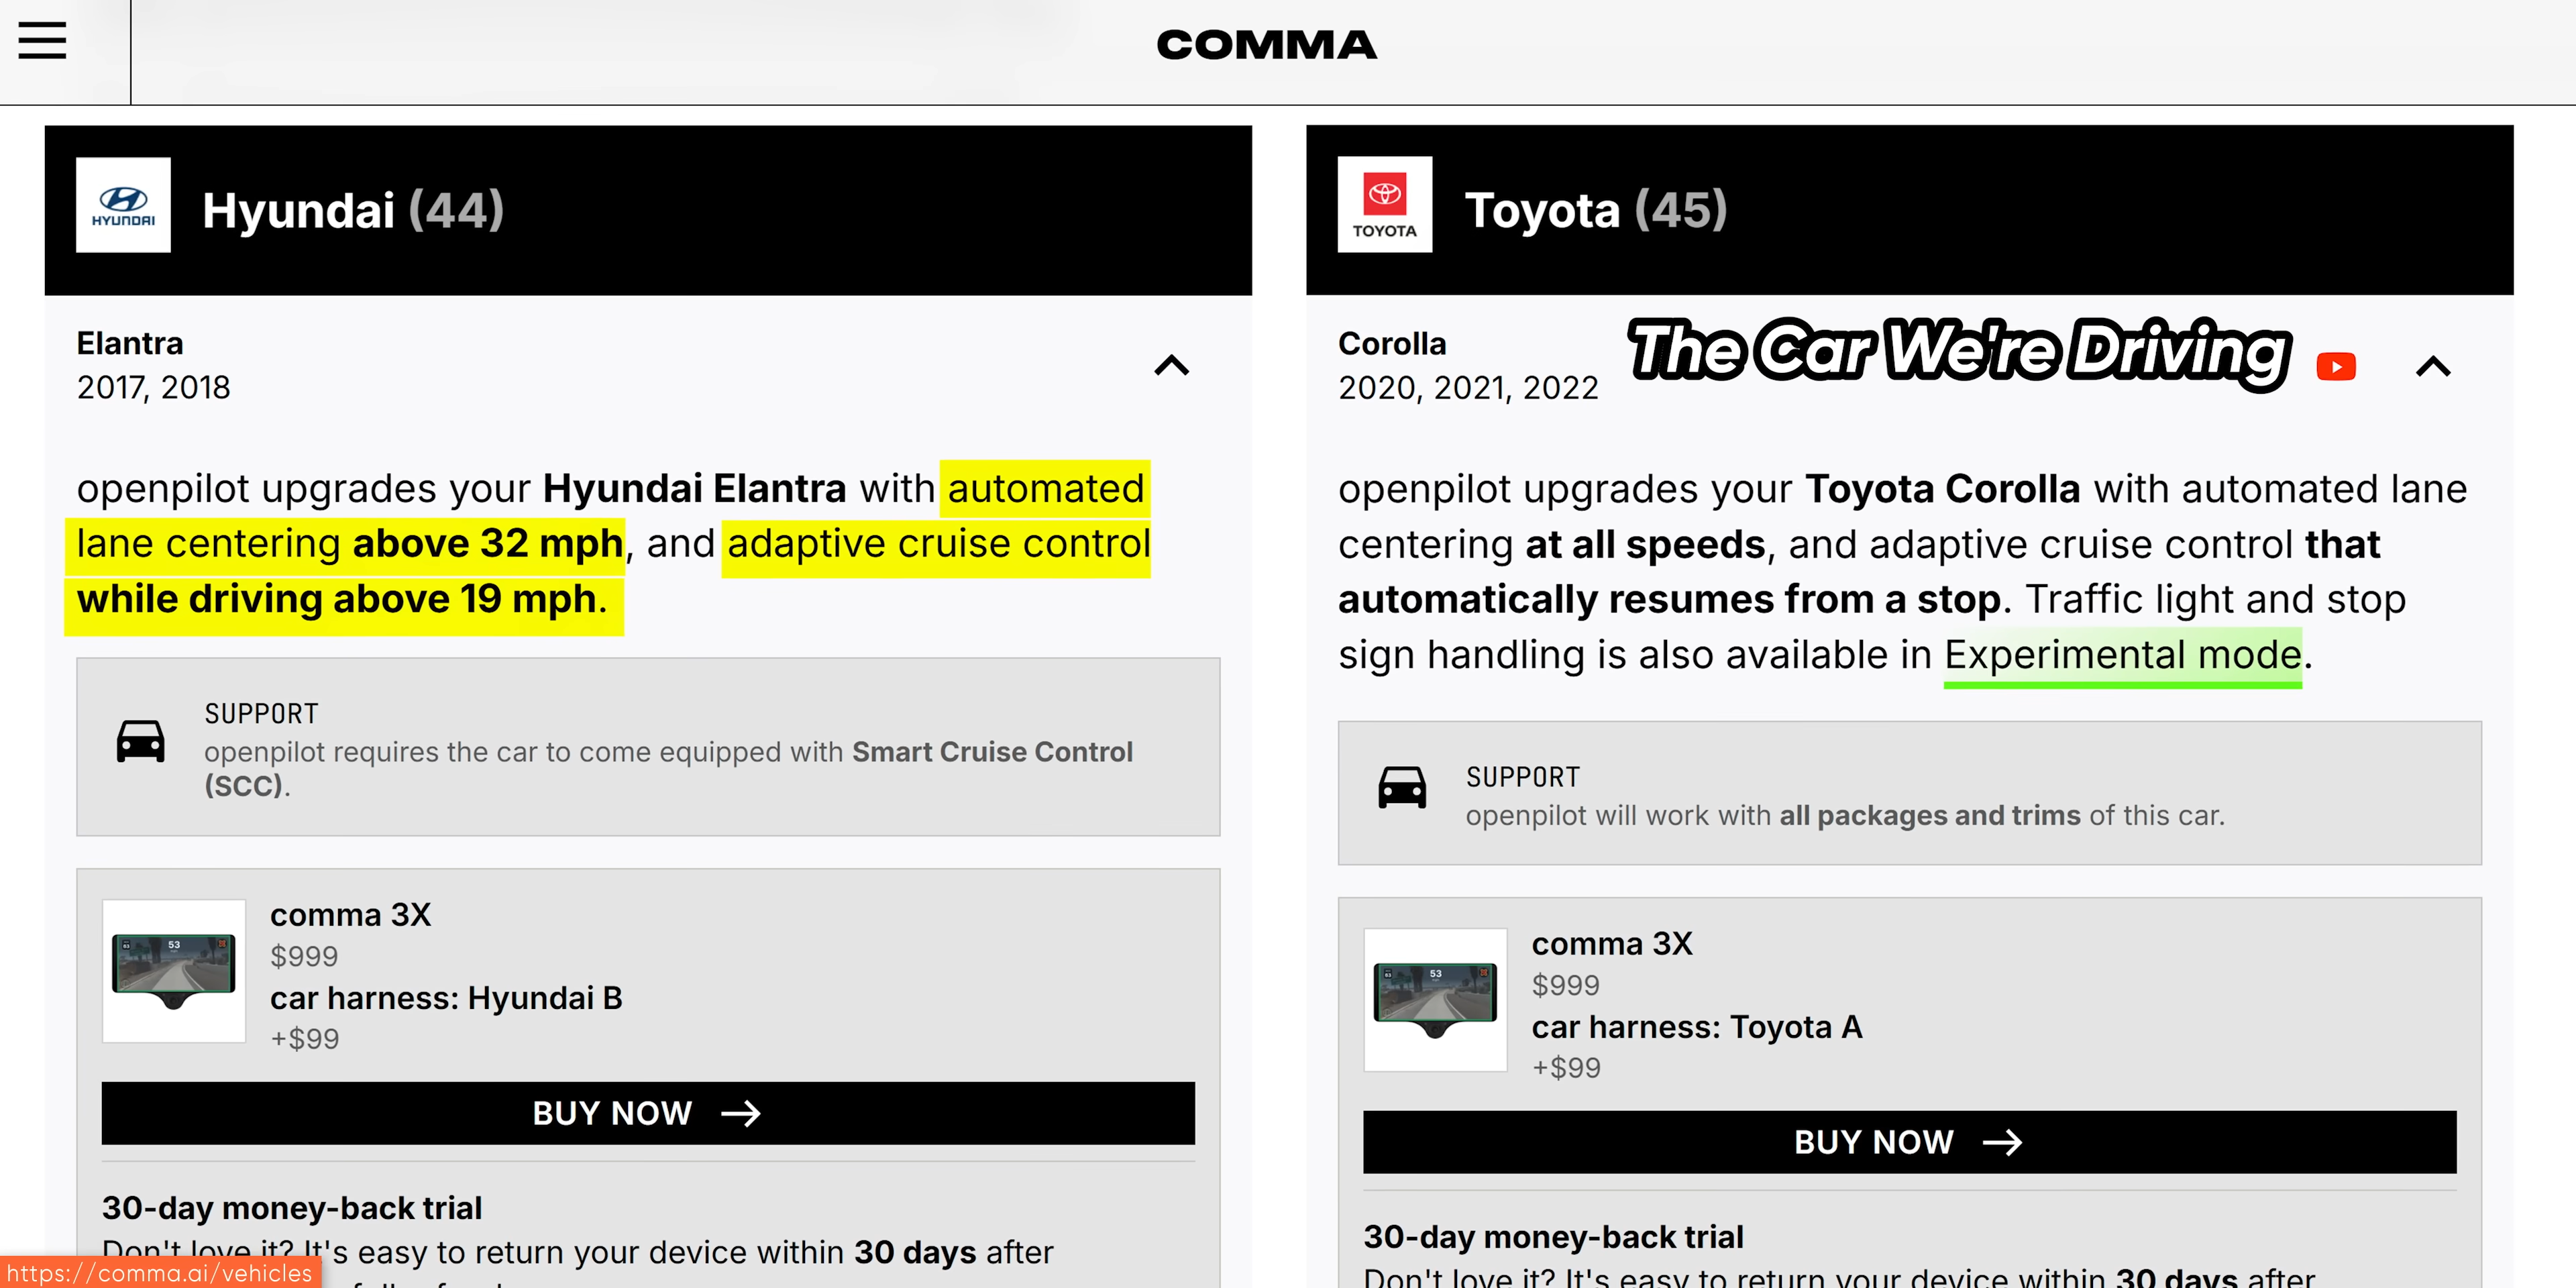 COMMA
HYUNDAI
Hyundai (44)
Elantra
2017, 2018
openpilot upgrades your Hyundai Elantra with automated
lane centering above 32 mph, and adaptive cruise control
while driving above 19 mph.
SUPPORT
openpilot requires the car to come equipped with Smart Cruise Control
(SCC).
53
comma 3X
$999
car harness: Hyundai B
+$99
BUY NOW →
30-day money-back trial
Don't love it? It's easy to return your device within 30 days after
https://comma.ai/vehicles
TOYOTA
Toyota (45)
Corolla
2020, 2021, 2022
The Car We're Driving
openpilot upgrades your Toyota Corolla with automated lane
centering at all speeds, and adaptive cruise control that
automatically resumes from a stop. Traffic light and stop
sign handling is also available in Experimental mode.
SUPPORT
openpilot will work with all packages and trims of this car.
53
comma 3X
$999
car harness: Toyota A
+$99
BUY NOW →
30-day money-back trial
Don't love it? It's easy to return your device within 30 days after